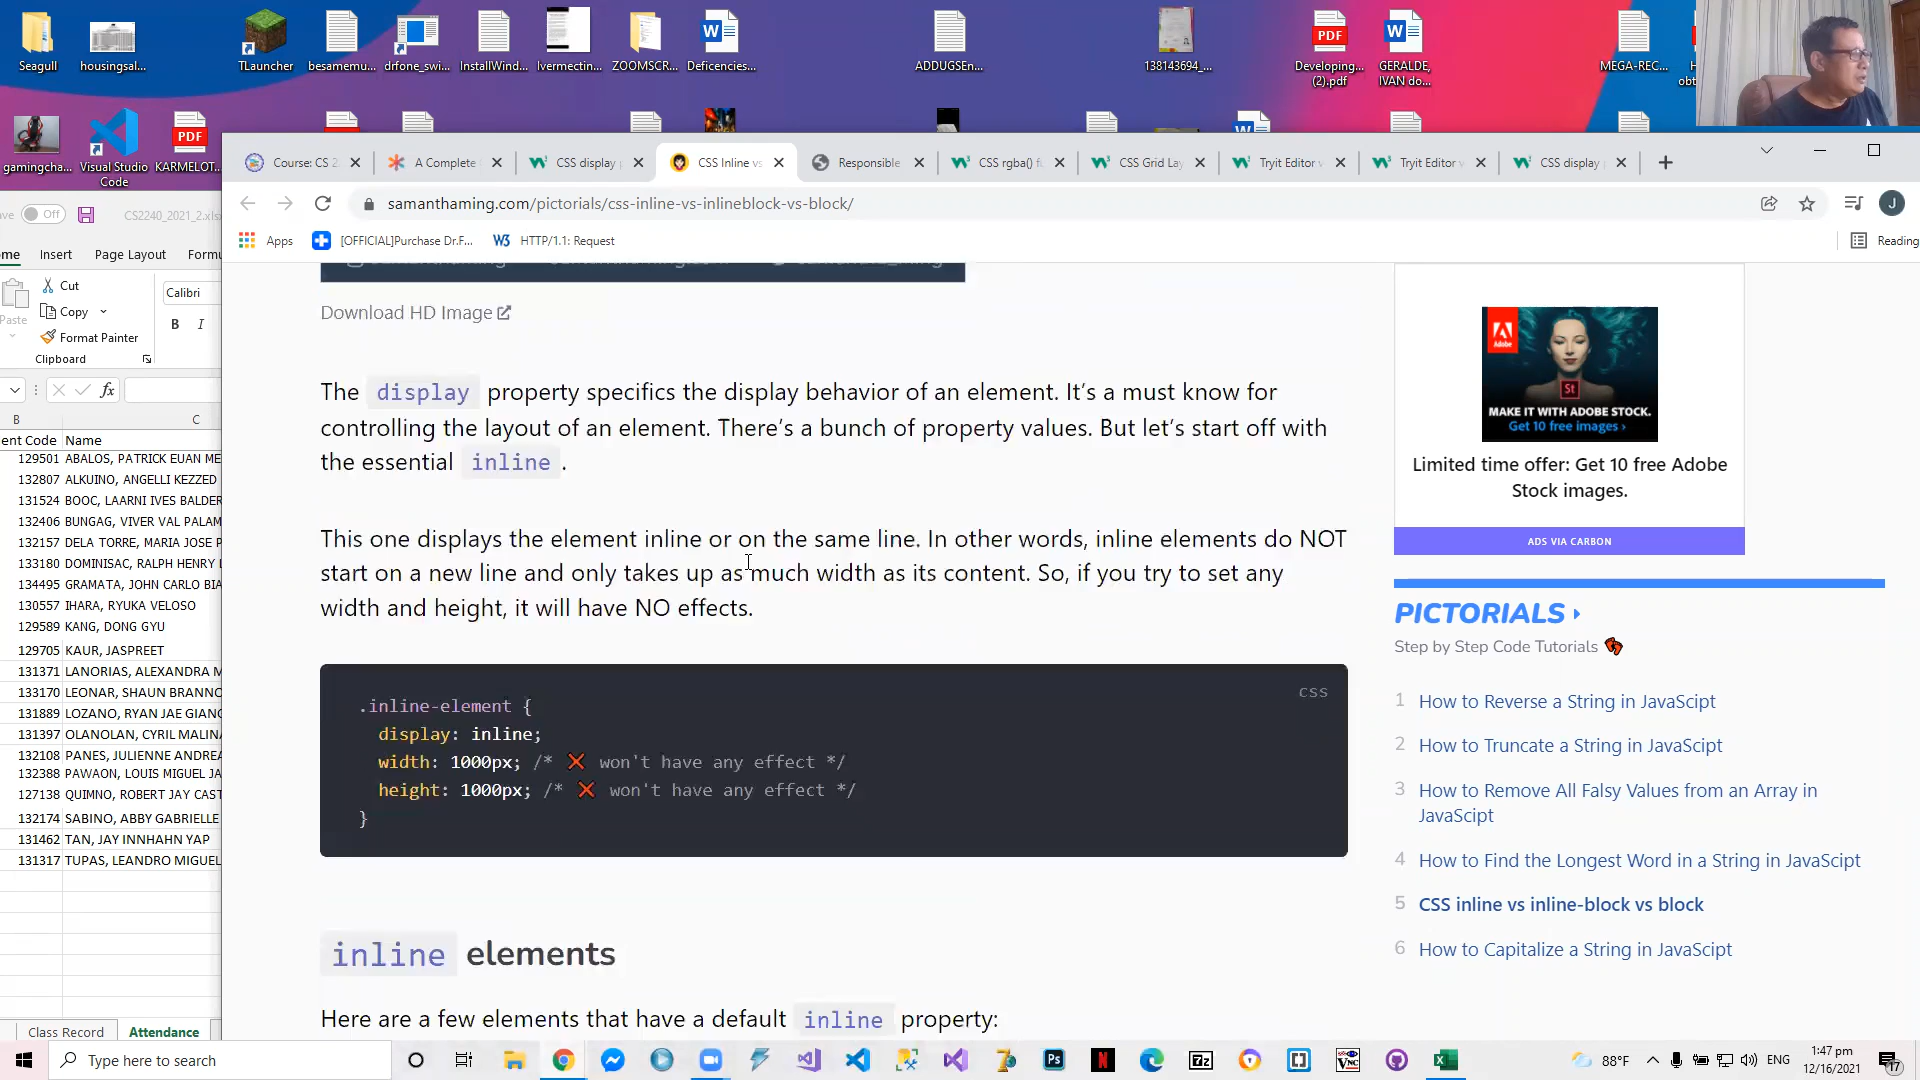 Seagull
housingsal...
TLauncher
besamemu...
drfone_swi...
InstallWind...
Ivermectin...
ZOOMSCR...
Deficiencies...
ADDUGSEn...
138143694_...
Developing... (2).pdf
GERALDE, IVAN do...
MEGA-REC...
gamingcha...
Visual Studio Code
KARMELOT...
Course: CS 2
A Complete
CSS display
CSS Inline vs
Responsible
CSS rgba() fu
CSS Grid Lay
Tryit Editor v
Tryit Editor v
CSS display
samanthaming.com/pictorials/css-inline-vs-inlineblock-vs-block/
Apps
[OFFICIAL]Purchase Dr.F...
HTTP/1.1: Request
Reading
Off
CS2240_2021_2.xls
Insert
Page Layout
Formu
Cut
Copy
Format Painter
Paste
Clipboard
Calibri
B I
fx
B C
ent Code Name
129501 ABALOS, PATRICK EUAN ME
132807 ALKUINO, ANGELLI KEZZED
131524 BOOC, LAARNI IVES BALDER
132406 BUNGAG, VIVER VAL PALAM
132157 DELA TORRE, MARIA JOSE P
133180 DOMINISAC, RALPH HENRY L
134495 GRAMATA, JOHN CARLO BIA
130557 IHARA, RYUKA VELOSO
129589 KANG, DONG GYU
129705 KAUR, JASPREET
131371 LANORIAS, ALEXANDRA M
133170 LEONAR, SHAUN BRANNO
131889 LOZANO, RYAN JAE GIANG
131397 OLANOLAN, CYRIL MALINA
132108 PANES, JULIENNE ANDREA
132388 PAWAON, LOUIS MIGUEL JA
127138 QUIMNO, ROBERT JAY CAST
132174 SABINO, ABBY GABRIELLE
131462 TAN, JAY INNHAHN YAP
131317 TUPAS, LEANDRO MIGUEL
Class Record
Attendance
Download HD Image
The display property specifics the display behavior of an element. It's a must know for
controlling the layout of an element. There's a bunch of property values. But let's start off with
the essential inline .
This one displays the element inline or on the same line. In other words, inline elements do NOT
start on a new line and only takes up as much width as its content. So, if you try to set any
width and height, it will have NO effects.
CSS
.inline-element {
display: inline;
width: 1000px; /* ❌ won't have any effect */
height: 1000px; /* ❌ won't have any effect */
}
inline elements
Here are a few elements that have a default inline property:
Adobe
St
MAKE IT WITH ADOBE STOCK.
Get 10 free images ›
Limited time offer: Get 10 free Adobe
Stock images.
ADS VIA CARBON
PICTORIALS
Step by Step Code Tutorials
1 How to Reverse a String in JavaScipt
2 How to Truncate a String in JavaScipt
3 How to Remove All Falsy Values from an Array in
JavaScipt
4 How to Find the Longest Word in a String in JavaScipt
5 CSS inline vs inline-block vs block
6 How to Capitalize a String in JavaScipt
Type here to search
88°F
ENG
1:47 pm
12/16/2021
17